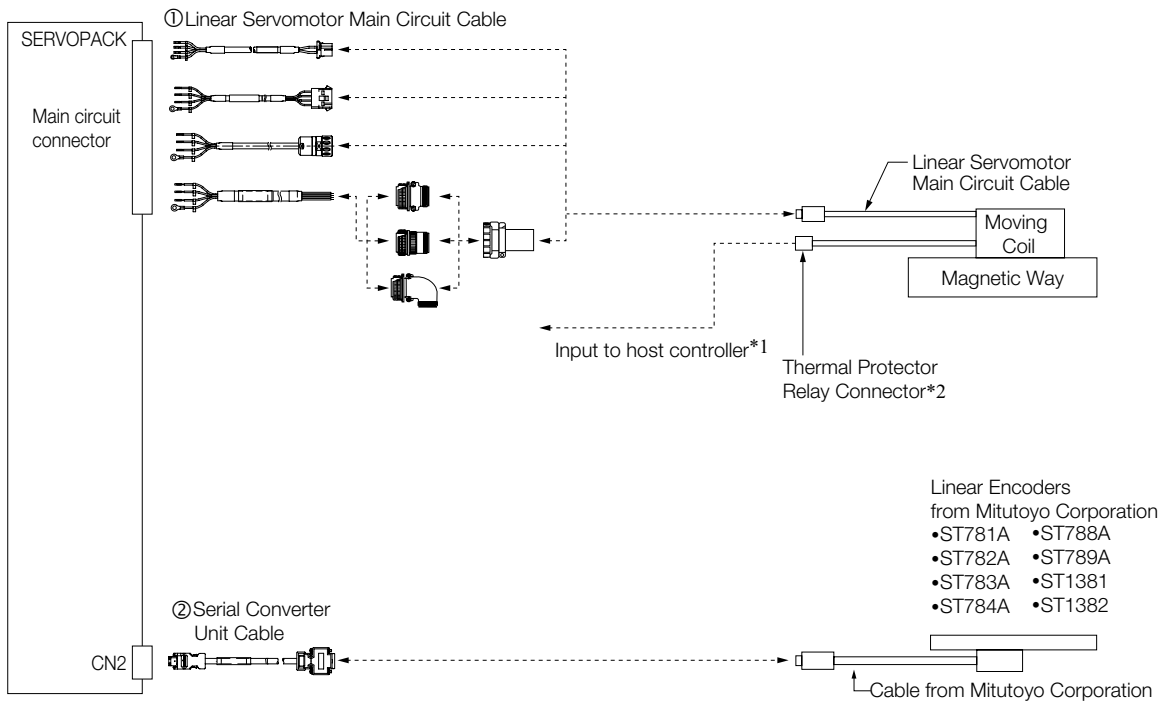 ①Linear Servomotor Main Circuit Cable
SERVOPACK
Main circuit
connector
Linear Servomotor
Main Circuit Cable
Moving
Coil
Magnetic Way
Input to host controller*1
Thermal Protector
Relay Connector*2
Linear Encoders
from Mitutoyo Corporation
•ST781A •ST788A
•ST782A •ST789A
•ST783A •ST1381
•ST784A •ST1382
②Serial Converter
Unit Cable
CN2
Cable from Mitutoyo Corporation